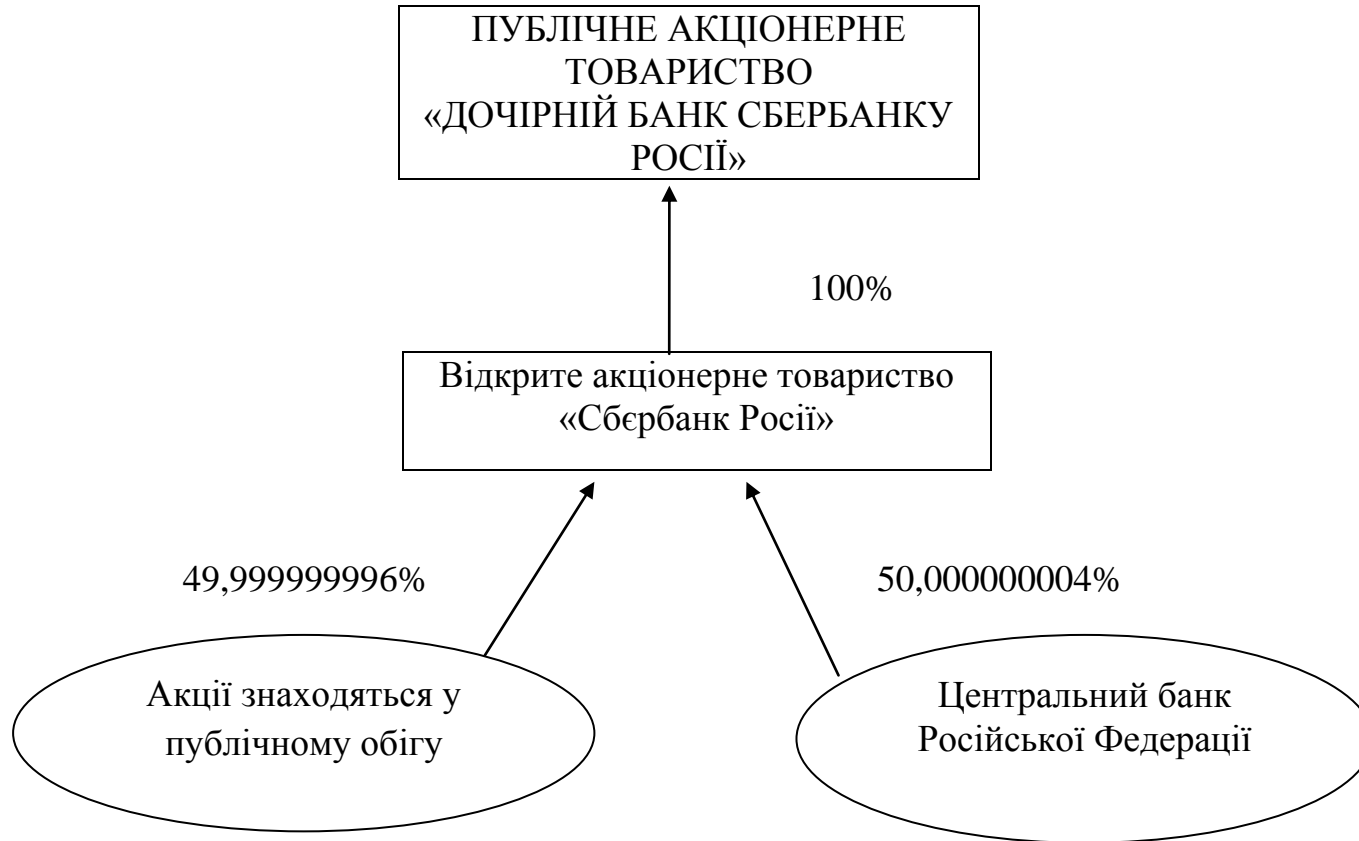 ПУБЛІЧНЕ АКЦІОНЕРНЕ
ТОВАРИСТВО
«ДОЧІРНІЙ БАНК СБЕРБАНКУ
РОСІЇ»
100%
Відкрите акціонерне товариство
«Сбєрбанк Росії»
49,999999996%
50,000000004%
Акції знаходяться у
публічному обігу
Центральний банк
Російської Федерації